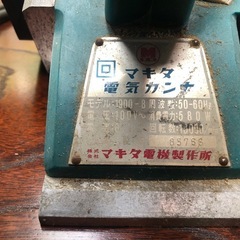 マキタ
電気カンナ
モデル・1900-B 周波数・50-60Hz
電圧・100V 消費電力・580W
回転数・
株式会社 マキタ電機製作所